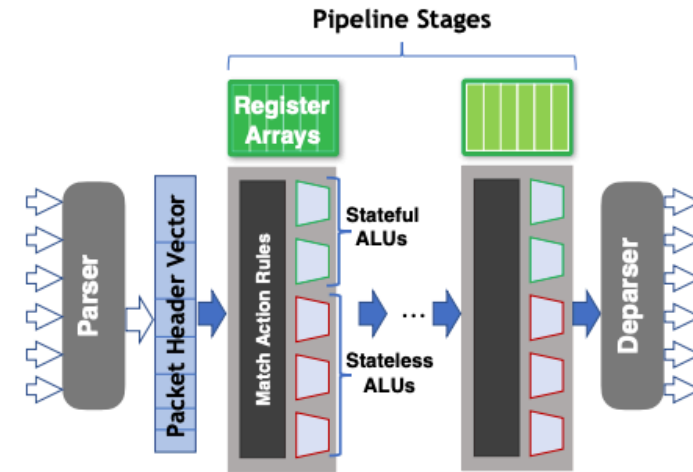 Pipeline Stages
Register
Arrays
Parser
Packet Header Vector
Match Action Rules
Stateful
ALUs
...
Stateless
ALUs
Deparser